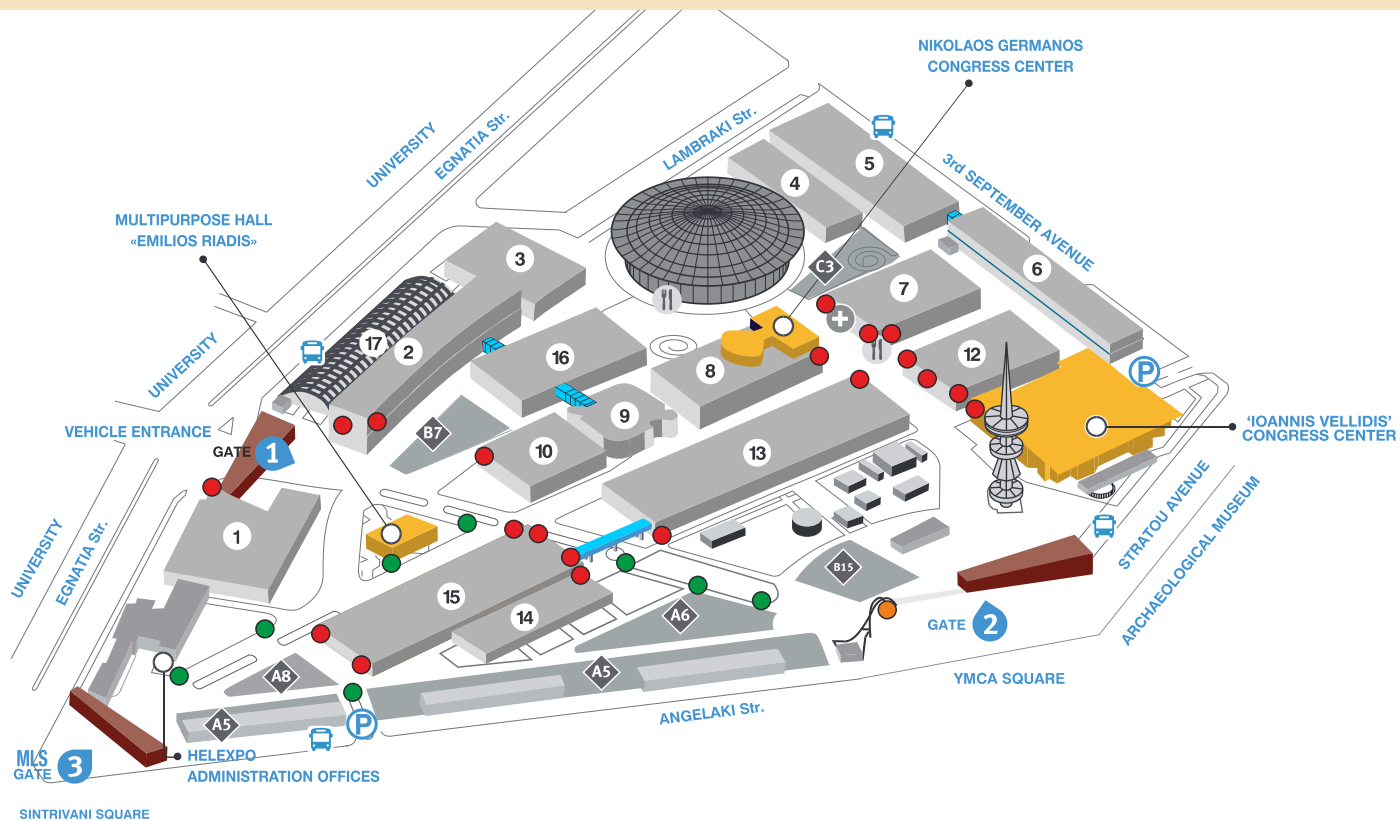 NIKOLAOS GERMANOS
CONGRESS CENTER
LAMBRAKI Str.
UNIVERSITY
EGNATIA Str.
5
4
3rd SEPTEMBER AVENUE
MULTIPURPOSE HALL
«EMILIOS RIADIS»
3
C3
6
7
17
2
16
12
8
P
UNIVERSITY
9
VEHICLE ENTRANCE
B7
'IOANNIS VELLIDIS'
CONGRESS CENTER
GATE 1
10
13
1
STRATOU AVENUE
ARCHAEOLOGICAL MUSEUM
UNIVERSITY
EGNATIA Str.
B15
15
14
A6
GATE 2
A8
A5
YMCA SQUARE
A5
P
ANGELAKI Str.
MLS
GATE 3
HELEXPO
ADMINISTRATION OFFICES
SINTRIVANI SQUARE